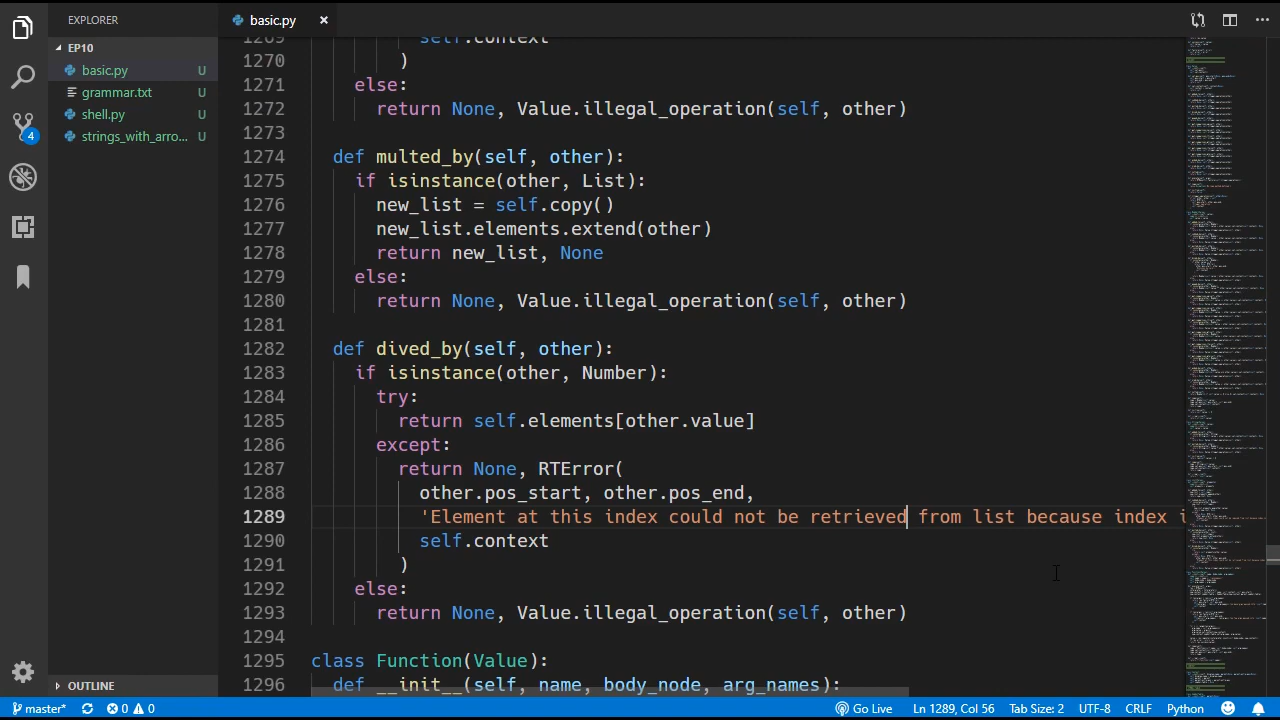 EXPLORER
basic.py ×
EP10
basic.py U
grammar.txt U
shell.py U
strings_with_arro... U
1269 self.context
1270 )
1271 else:
1272 return None, Value.illegal_operation(self, other)
1273
1274 def multed_by(self, other):
1275 if isinstance(other, List):
1276 new_list = self.copy()
1277 new_list.elements.extend(other)
1278 return new_list, None
1279 else:
1280 return None, Value.illegal_operation(self, other)
1281
1282 def dived_by(self, other):
1283 if isinstance(other, Number):
1284 try:
1285 return self.elements[other.value]
1286 except:
1287 return None, RTError(
1288 other.pos_start, other.pos_end,
1289 'Element at this index could not be retrieved from list because index i
1290 self.context
1291 )
1292 else:
1293 return None, Value.illegal_operation(self, other)
1294
1295 class Function(Value):
1296 def __init__(self, name, body_node, arg_names):
4
OUTLINE
master* 0 0 Go Live Ln 1289, Col 56 Tab Size: 2 UTF-8 CRLF Python